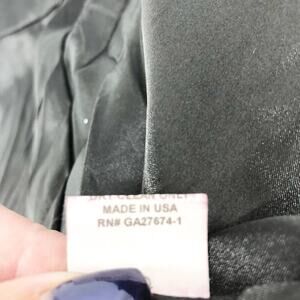 DRY CLEAN ONLY
MADE IN USA
RN# GA27674-1